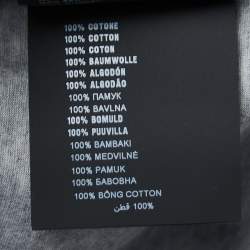 100% COTONE
100% COTTON
100% COTON
100% BAUMWOLLE
100% ALGODÓN
100% ALGODÃO
100% ПАМУК
100% BAVLNA
100% BOMULD
100% PUUVILLA
100% BAMBAKI
100% MEDVILNĖ
100% PAMUK
100% БАВОВНА
100% BÔNG COTTON
100% قطن